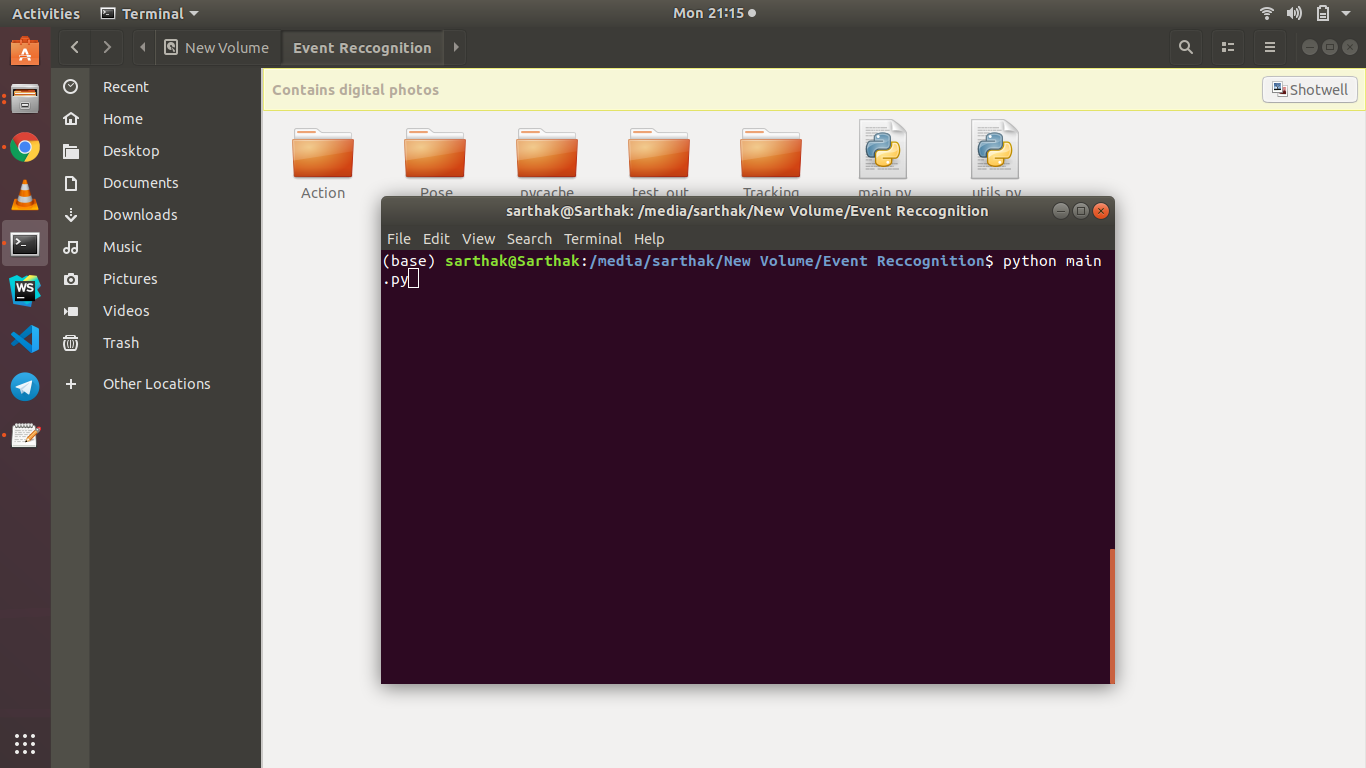 Activities Terminal Mon 21:15
New Volume Event Reccognition
Recent
Home
Desktop
Documents
Downloads
Music
Pictures
Videos
Trash
Other Locations
Contains digital photos Shotwell
Action Pose pycache test_out Tracking main.py utils.py
sarthak@Sarthak: /media/sarthak/New Volume/Event Reccognition
File Edit View Search Terminal Help
(base) sarthak@Sarthak:/media/sarthak/New Volume/Event Reccognition$ python main
.py
WS